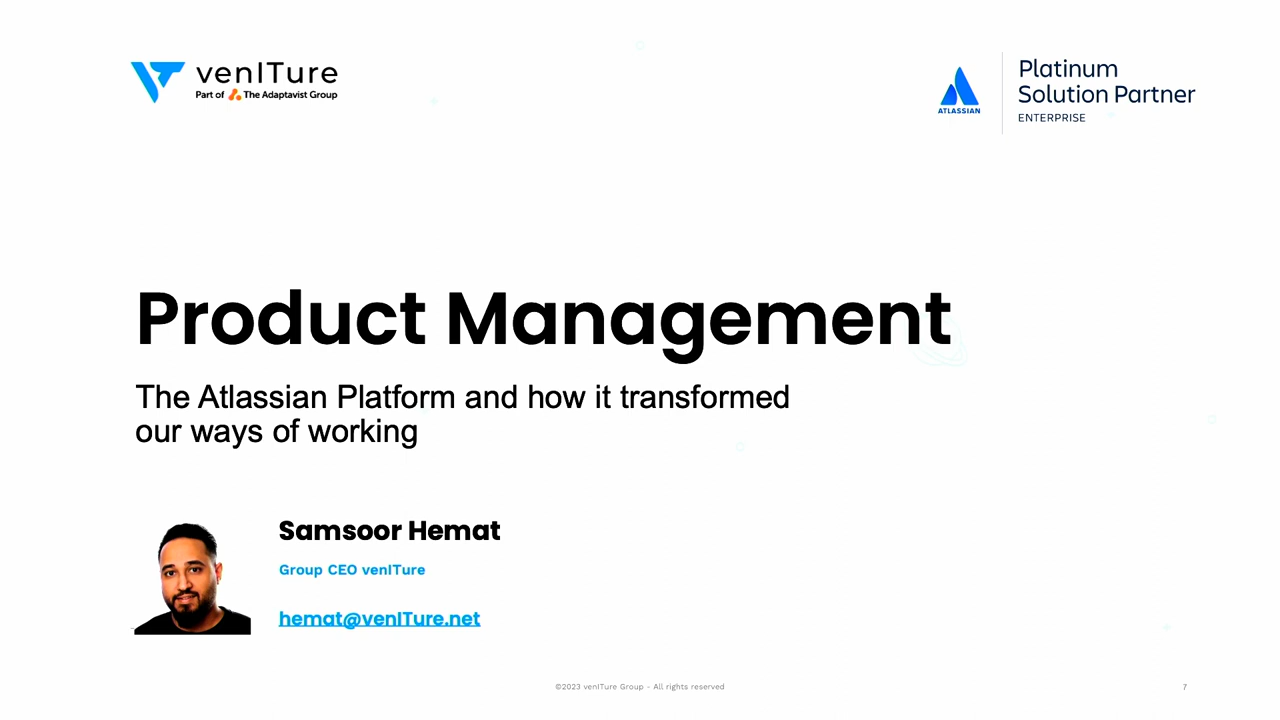 venITure
Part of The Adaptavist Group
ATLASSIAN
Platinum
Solution Partner
ENTERPRISE
Product Management
The Atlassian Platform and how it transformed
our ways of working
Samsoor Hemat
Group CEO venITure
hemat@venITure.net
©2023 venITure Group - All rights reserved
7